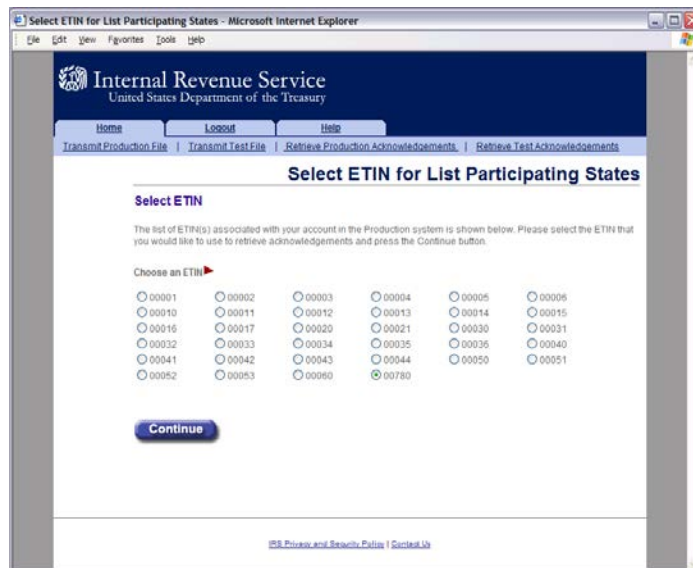 Select ETIN for List Participating States - Microsoft Internet Explorer
File Edit View Favorites Tools Help
Internal Revenue Service
United States Department of the Treasury
Home Logout Help
Transmit Production File | Transmit Test File | Retrieve Production Acknowledgements | Retrieve Test Acknowledgements
Select ETIN for List Participating States
Select ETIN
The list of ETIN(s) associated with your account in the Production system is shown below. Please select the ETIN that
you would like to use to retrieve acknowledgements and press the Continue button.
Choose an ETIN
00001 00002 00003 00004 00005 00006
00010 00011 00012 00013 00014 00015
00016 00017 00020 00021 00030 00031
00032 00033 00034 00035 00036 00040
00041 00042 00043 00044 00050 00051
00052 00053 00060 00780
Continue
IRS Privacy and Security Policy | Contact Us